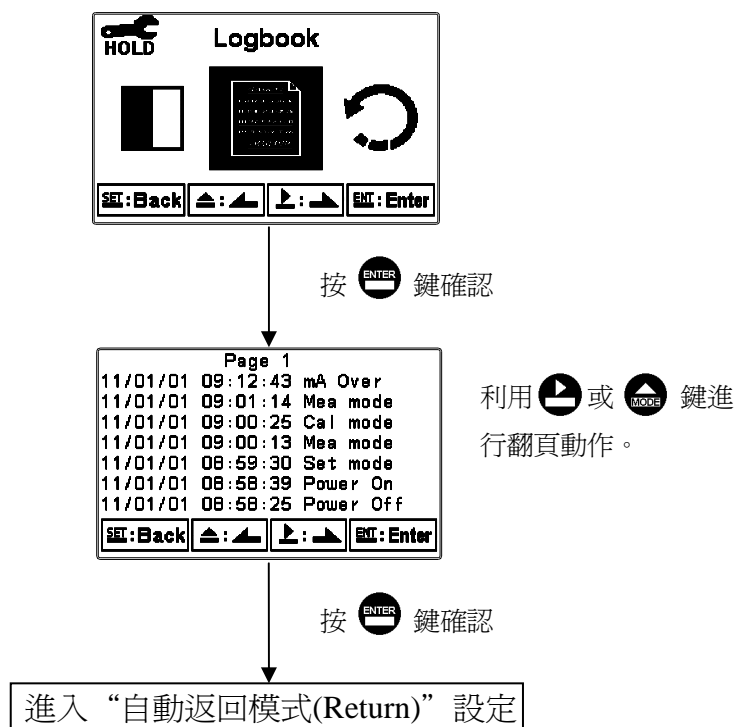 HOLD Logbook
SET:Back ENT:Enter
按 ENTER 鍵確認
Page 1
11/01/01 09:12:43 mA Over
11/01/01 09:01:14 Mea mode
11/01/01 09:00:25 Cal mode
11/01/01 09:00:13 Mea mode
11/01/01 08:59:30 Set mode
11/01/01 08:58:39 Power On
11/01/01 08:58:25 Power Off
SET:Back ENT:Enter
利用 或 MODE 鍵進
行翻頁動作。
按 ENTER 鍵確認
進入“自動返回模式(Return)”設定